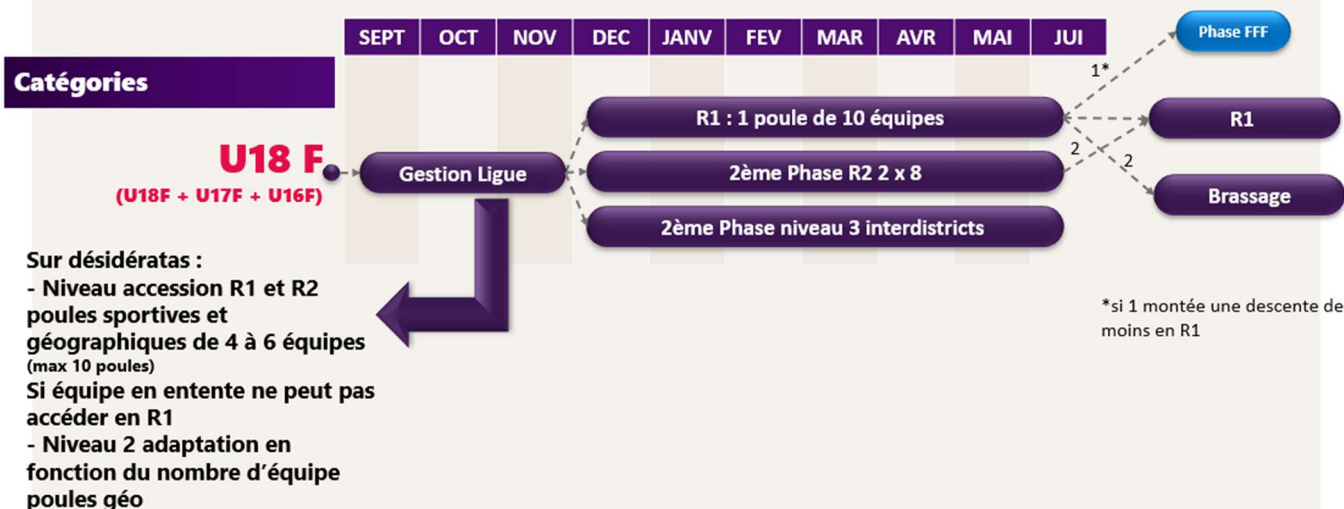 SEPT OCT NOV DEC JANV FEV MAR AVR MAI JUI
Phase FFF
Catégories
1*
R1 : 1 poule de 10 équipes
R1
U18 F
(U18F + U17F + U16F)
Gestion Ligue
2ème Phase R2 2 x 8
2
2
Brassage
2ème Phase niveau 3 interdistricts
Sur désidératas :
- Niveau accession R1 et R2
poules sportives et
géographiques de 4 à 6 équipes
(max 10 poules)
Si équipe en entente ne peut pas
accéder en R1
- Niveau 2 adaptation en
fonction du nombre d'équipe
poules géo
*si 1 montée une descente de
moins en R1